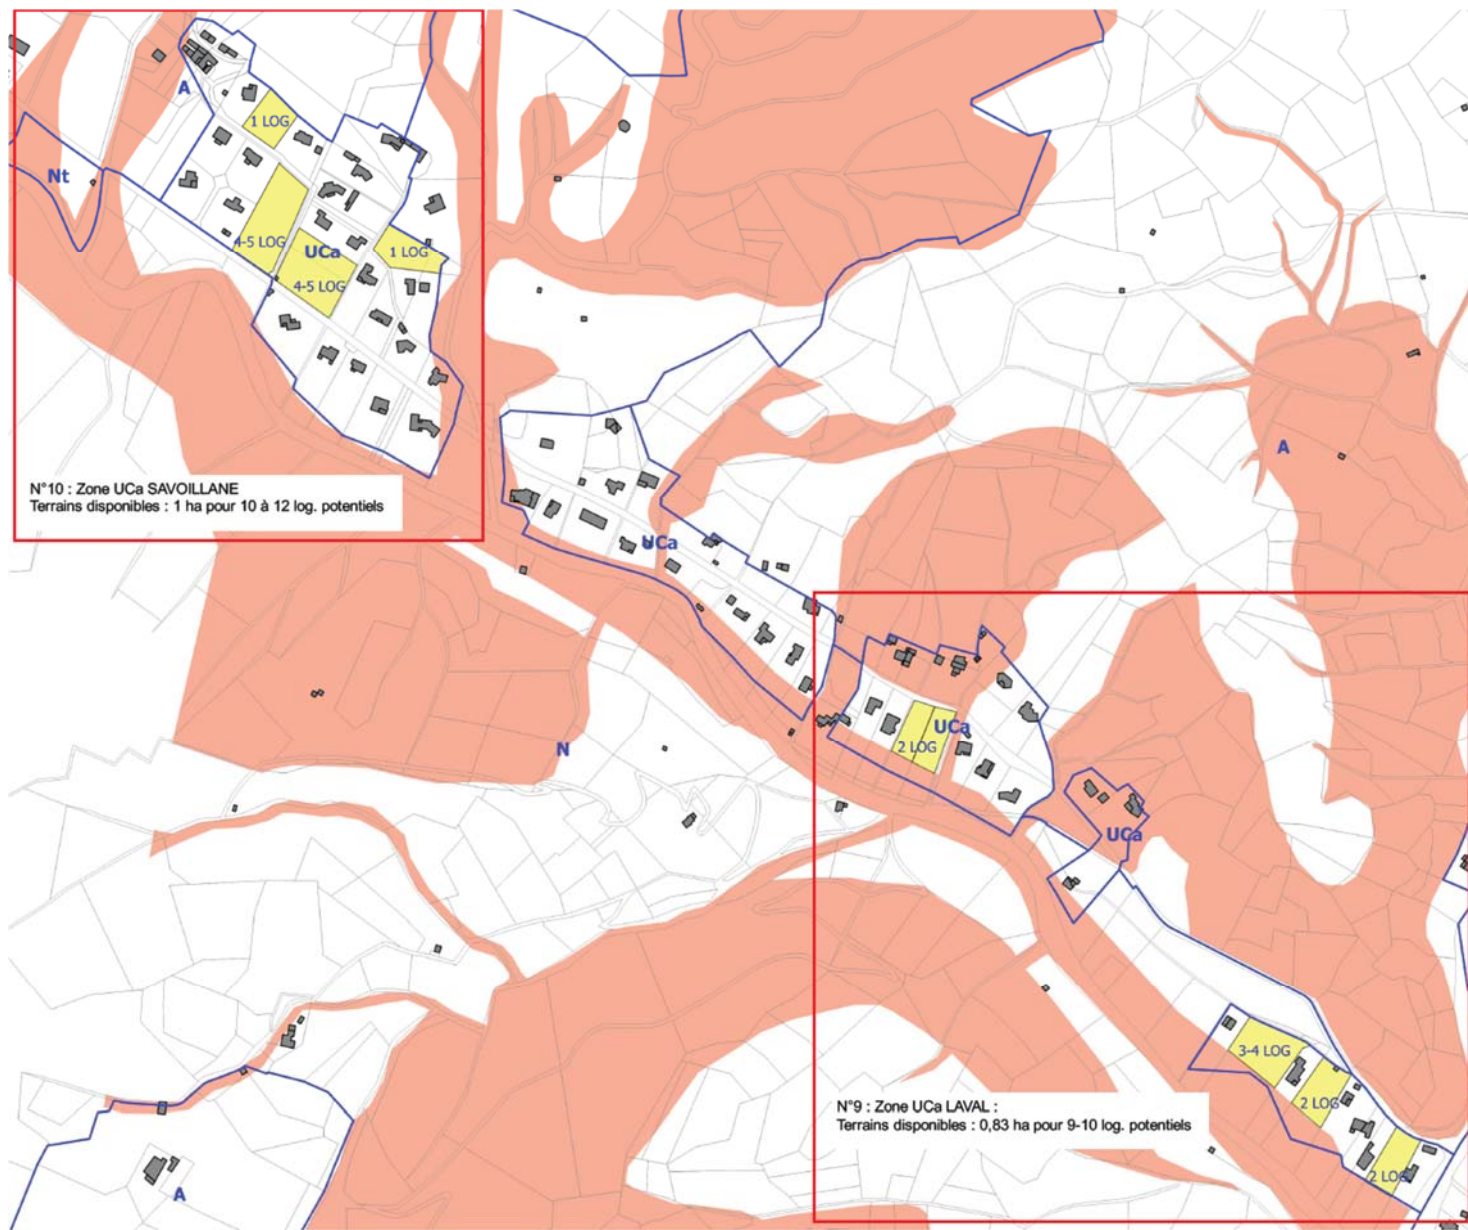 A
1 LOG
Nt
4-5 LOG
UCa
1 LOG
4-5 LOG
N°10 : Zone UCa SAVOILLANE
Terrains disponibles : 1 ha pour 10 à 12 log. potentiels
A
UCa
N
UCa
2 LOG
UCa
3-4 LOG
2 LOG
N°9 : Zone UCa LAVAL :
Terrains disponibles : 0,83 ha pour 9-10 log. potentiels
2 LOG
A